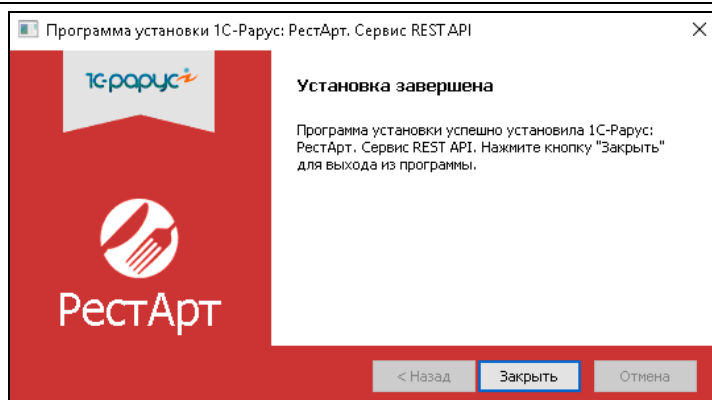 Программа установки 1С-Рарус: РестАрт. Сервис REST API
1С·рарус
Установка завершена
Программа установки успешно установила 1С-Рарус:
РестАрт. Сервис REST API. Нажмите кнопку "Закрыть"
для выхода из программы.
РестАрт
< Назад
Закрыть
Отмена